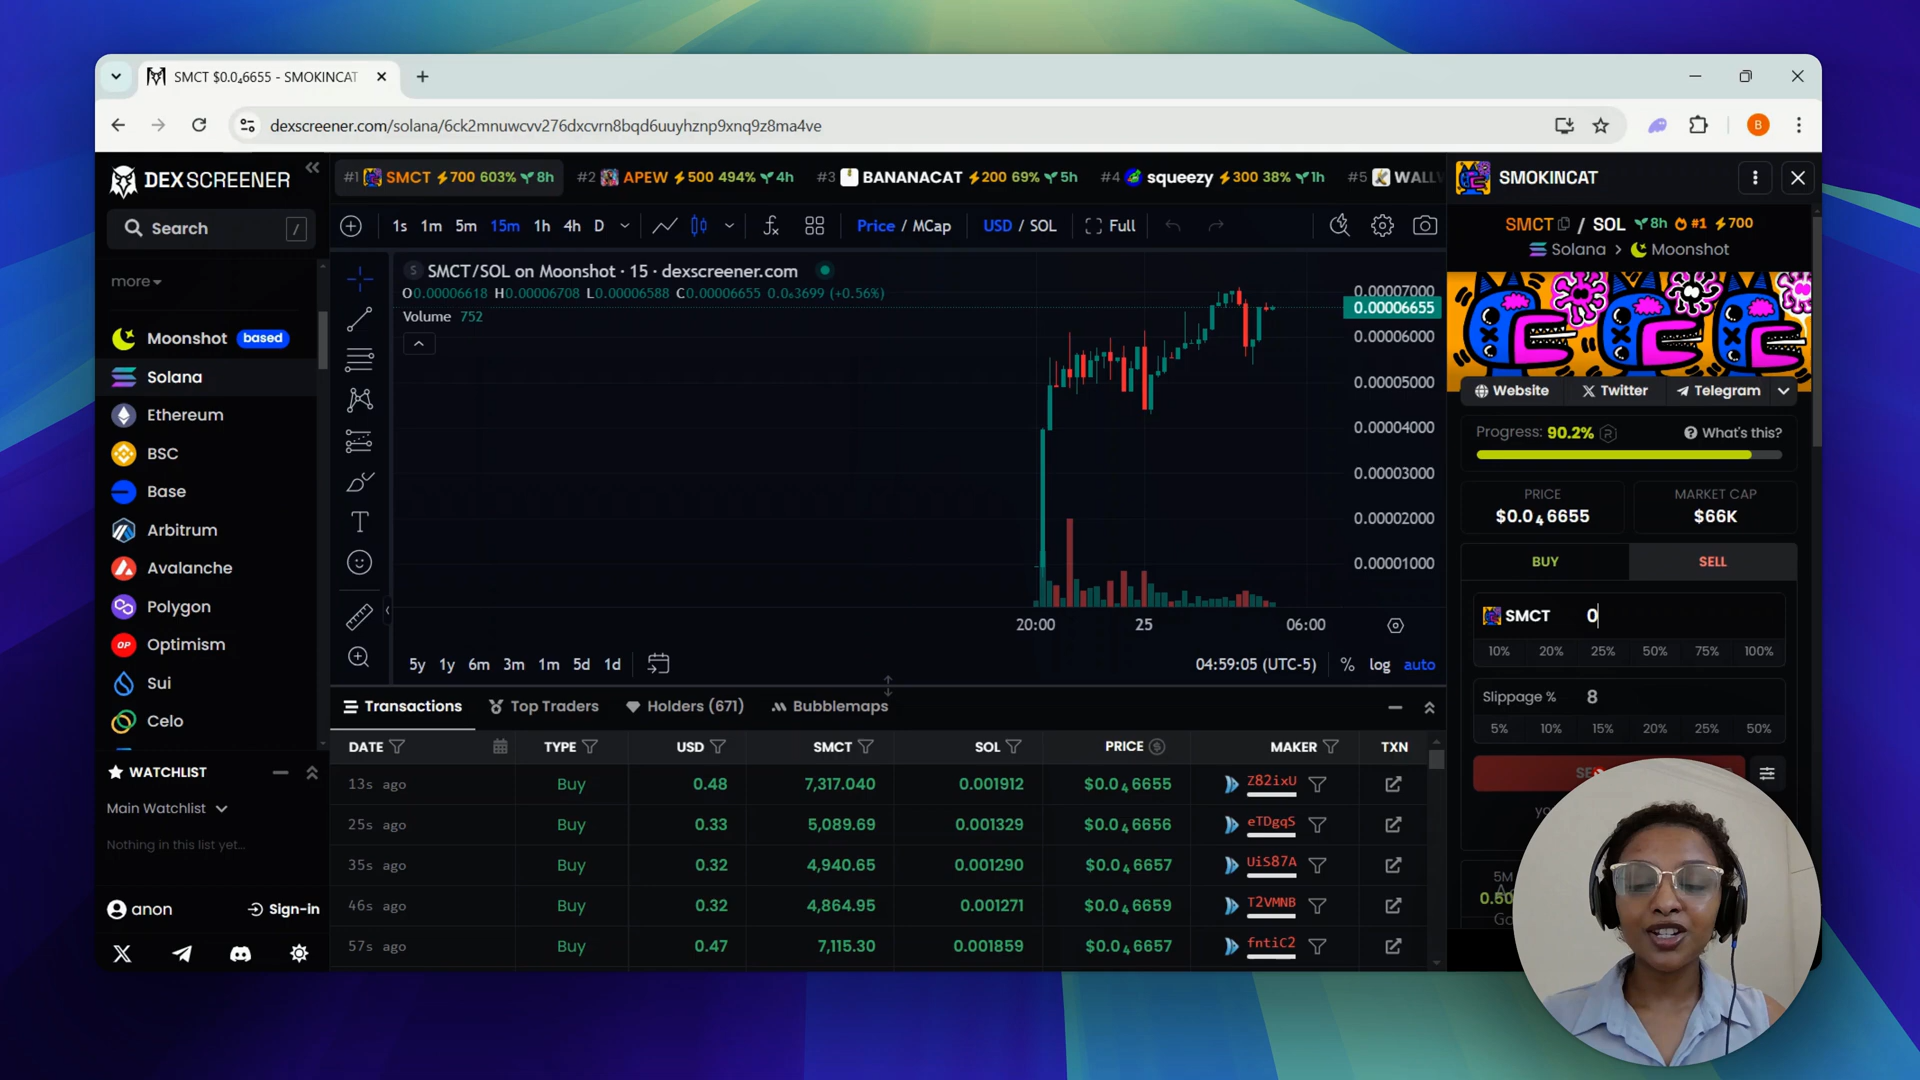 SMCT $0.0₄6655 - SMOKINCAT
dexscreener.com/solana/6ck2mnuwcvv276dxcvrn8bqd6uuyhznp9xnq9z8ma4ve
B
DEX SCREENER
Search /
more
Moonshot based
Solana
Ethereum
BSC
Base
Arbitrum
Avalanche
Polygon
OP Optimism
Sui
Celo
WATCHLIST
Main Watchlist
Nothing in this list yet...
anon Sign-in
#1 SMCT 700 603% 8h #2 APEW 500 494% 4h #3 BANANACAT 200 69% 5h #4 squeezy 300 38% 1h #5
1s 1m 5m 15m 1h 4h D Price / MCap USD / SOL Full
S SMCT/SOL on Moonshot · 15 · dexscreener.com
O0.00006618 H0.00006708 L0.00006588 C0.00006655 0.0₆3699 (+0.56%)
Volume 752
0.00007000
0.00006655
0.00006000
0.00005000
0.00004000
0.00003000
0.00002000
0.00001000
20:00 25 06:00
5y 1y 6m 3m 1m 5d 1d 04:59:05 (UTC-5) % log auto
Transactions Top Traders Holders (671) Bubblemaps
DATE TYPE USD SMCT SOL PRICE MAKER TXN
13s ago Buy 0.48 7,317.040 0.001912 $0.0₄6655 Z82ixU
25s ago Buy 0.33 5,089.69 0.001329 $0.0₄6656 eTDgqS
35s ago Buy 0.32 4,940.65 0.001290 $0.0₄6657 UiS87A
46s ago Buy 0.32 4,864.95 0.001271 $0.0₄6659 T2VMNB
57s ago Buy 0.47 7,115.30 0.001859 $0.0₄6657 fntiC2
SMOKINCAT
SMCT / SOL 8h #1 700
Solana > Moonshot
Website Twitter Telegram
Progress: 90.2% What's this?
PRICE
$0.0₄6655
MARKET CAP
$66K
BUY SELL
SMCT 0
10% 20% 25% 50% 75% 100%
Slippage % 8
5% 10% 15% 20% 25% 50%
5M